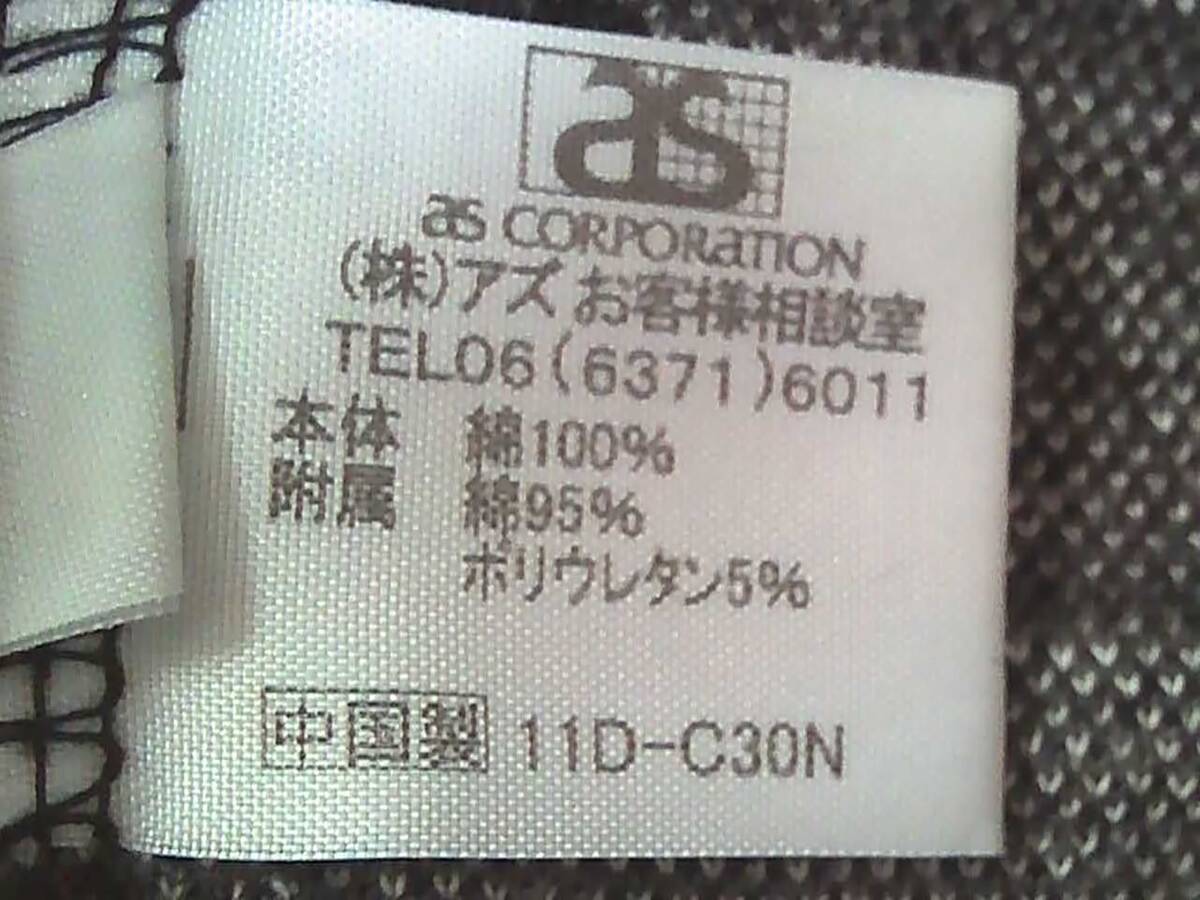 as
as CORPORATION
(株)アズ お客様相談室
TEL06(6371)6011
本体 綿100%
附属 綿95%
ポリウレタン5%
中国製 11D-C30N